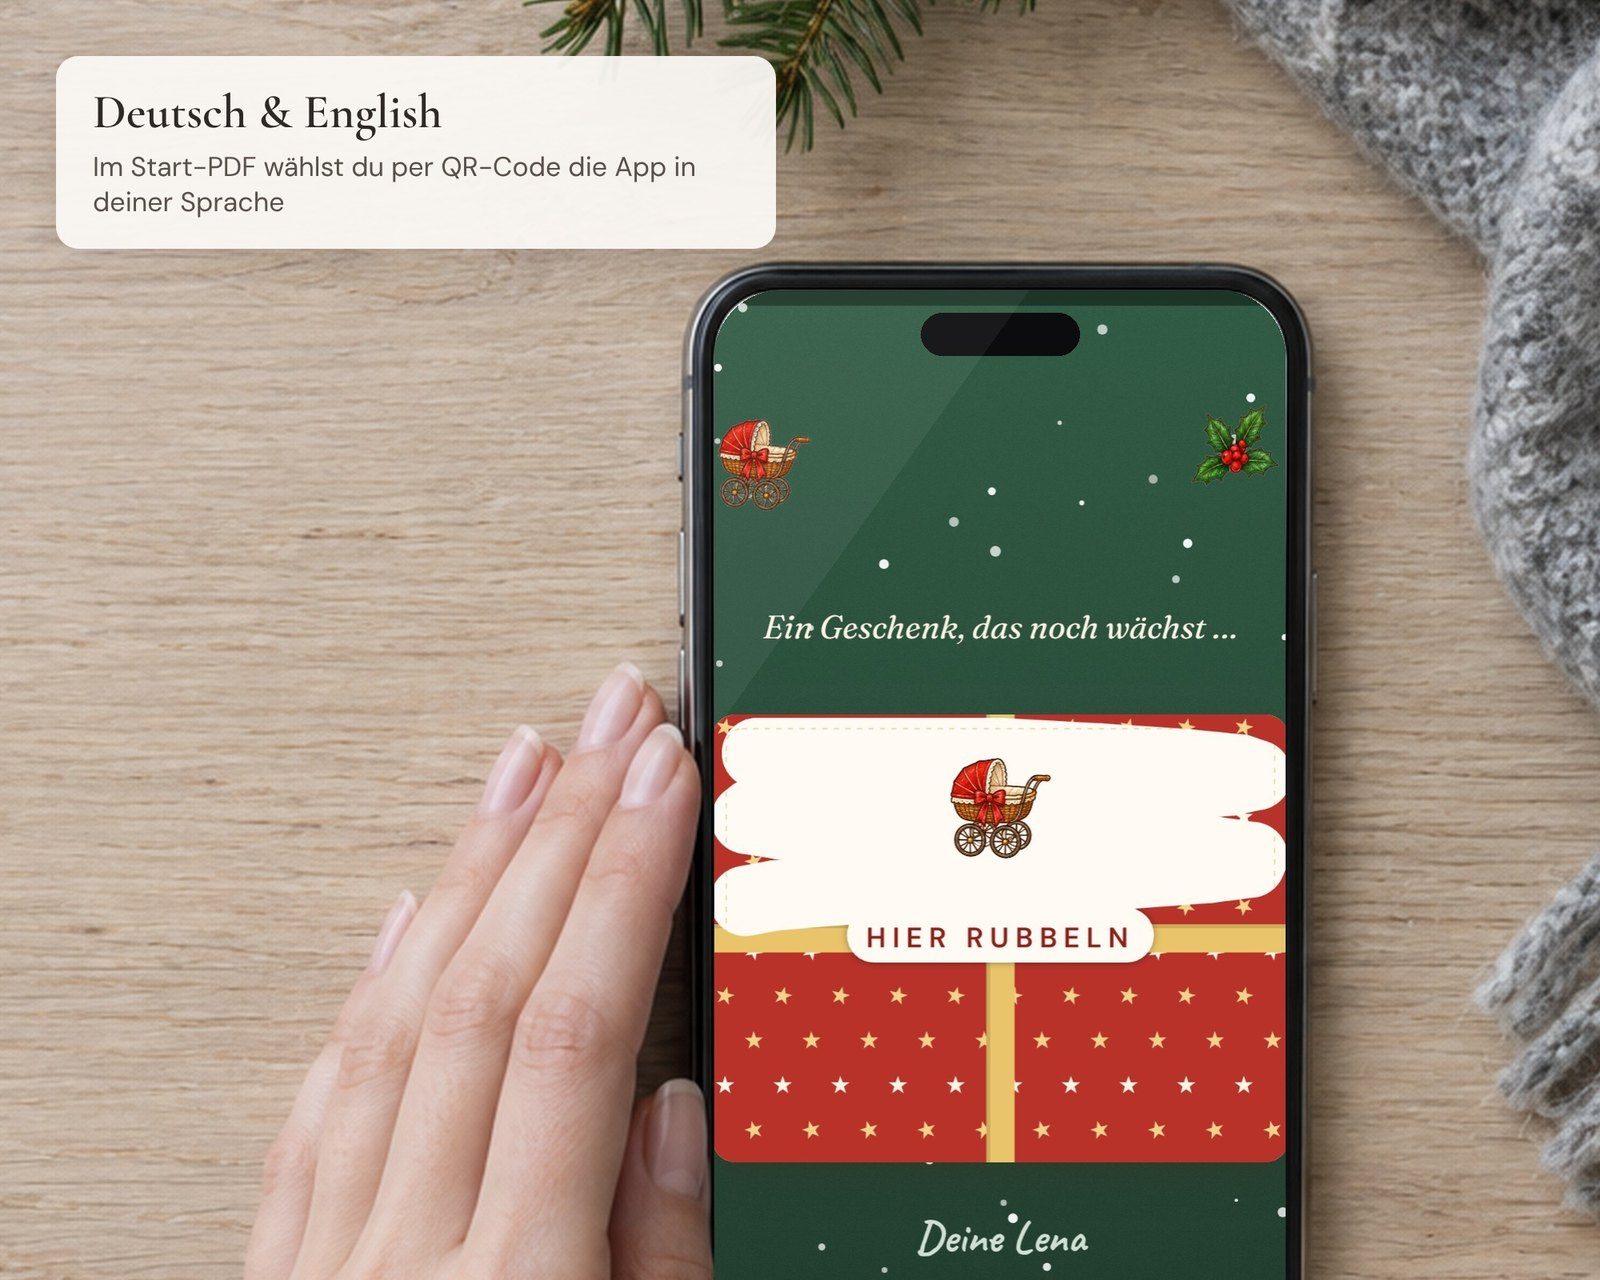 Deutsch & English
Im Start-PDF wählst du per QR-Code die App in
deiner Sprache
Ein Geschenk, das noch wächst ...
HIER RUBBELN
Deine Lena